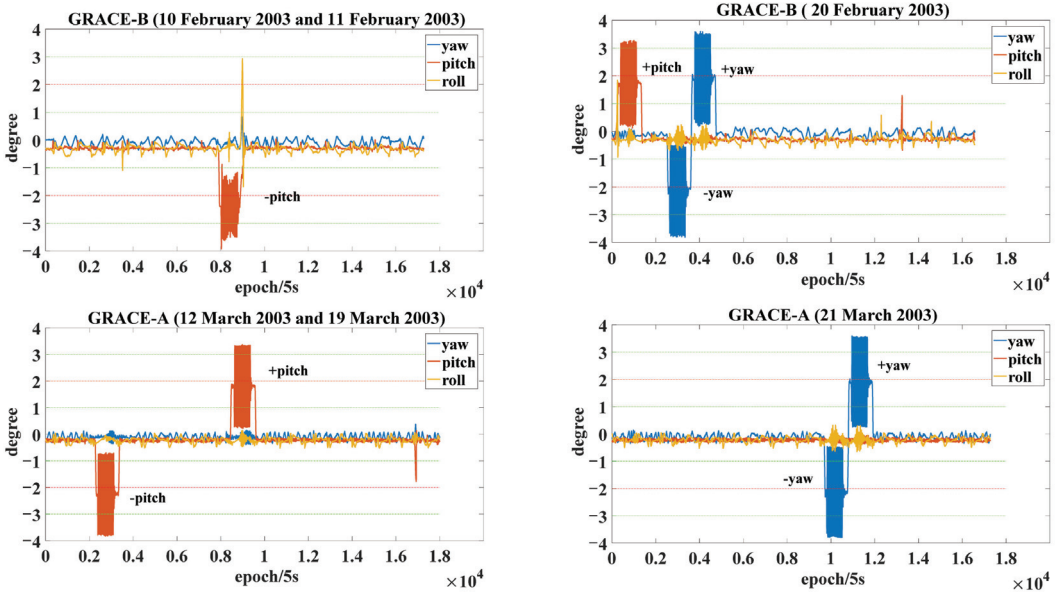 GRACE-B (10 February 2003 and 11 February 2003)
4
3
2
1
0
−1
−2
−3
−4
degree
yaw
pitch
roll
-pitch
0 0.2 0.4 0.6 0.8 1 1.2 1.4 1.6 1.8
epoch/5s
×10⁴
GRACE-B ( 20 February 2003)
4
3
2
1
0
−1
−2
−3
−4
degree
yaw
pitch
roll
+pitch
+yaw
-yaw
0 0.2 0.4 0.6 0.8 1 1.2 1.4 1.6 1.8
epoch/5s
×10⁴
GRACE-A (12 March 2003 and 19 March 2003)
4
3
2
1
0
−1
−2
−3
−4
degree
yaw
pitch
roll
+pitch
-pitch
0 0.2 0.4 0.6 0.8 1 1.2 1.4 1.6 1.8
epoch/5s
×10⁴
GRACE-A (21 March 2003)
4
3
2
1
0
−1
−2
−3
−4
degree
yaw
pitch
roll
+yaw
-yaw
0 0.2 0.4 0.6 0.8 1 1.2 1.4 1.6 1.8
epoch/5s
×10⁴